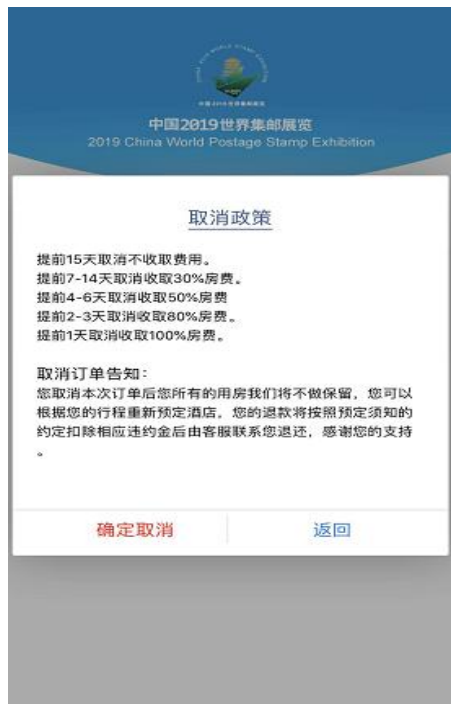 中国2019世界集邮展览
2019 China World Postage Stamp Exhibition
取消政策
提前15天取消不收取费用。
提前7-14天取消收取30%房费。
提前4-6天取消收取50%房费
提前2-3天取消收取80%房费。
提前1天取消收取100%房费。
取消订单告知：
您取消本次订单后您所有的用房我们将不做保留，您可以
根据您的行程重新预定酒店，您的退款将按照预定须知的
约定扣除相应违约金后由客服联系您退还，感谢您的支持
。
确定取消
返回